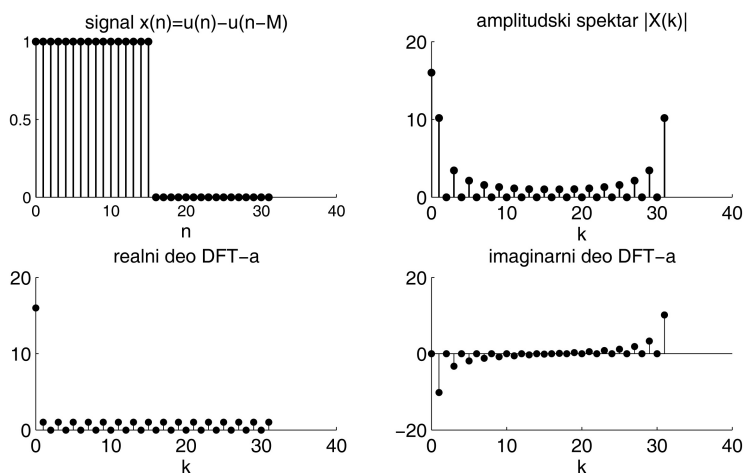 signal x(n)=u(n)−u(n−M)
1
0.5
0
0 10 20 30 40
n
amplitudski spektar |X(k)|
20
10
0
0 10 20 30 40
k
realni deo DFT−a
20
10
0
0 10 20 30 40
k
imaginarni deo DFT−a
20
0
−20
0 10 20 30 40
k